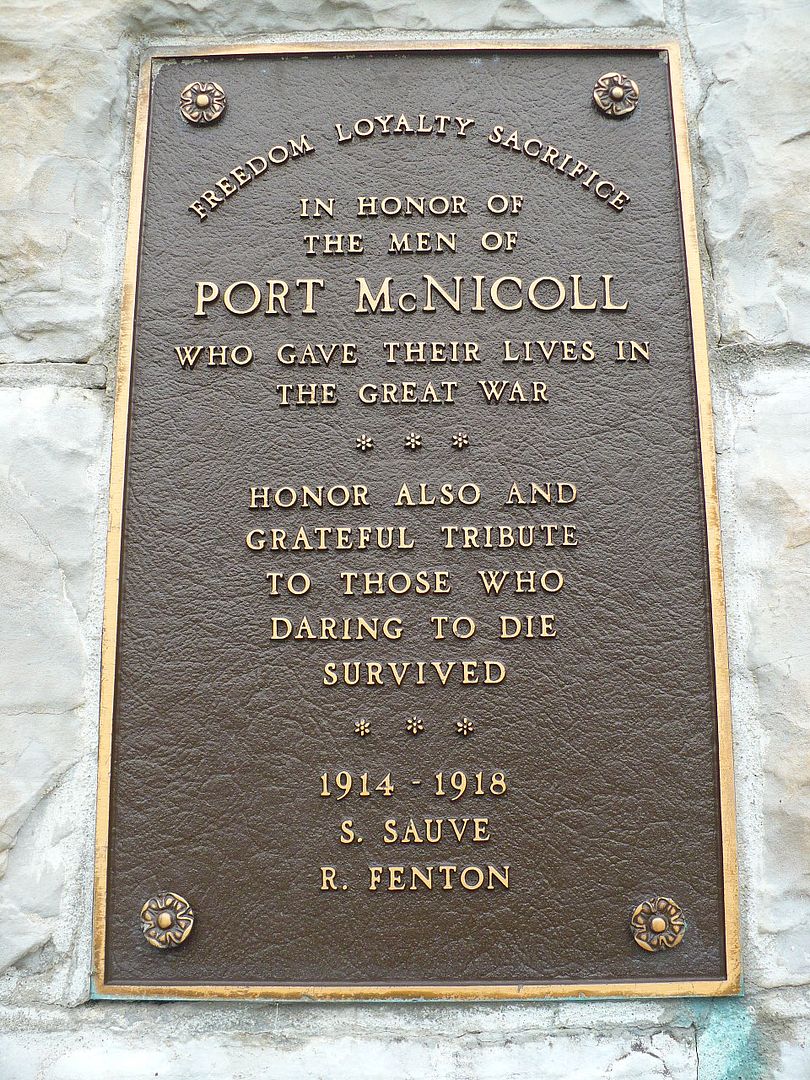 FREEDOM LOYALTY SACRIFICE
IN HONOR OF
THE MEN OF
PORT McNICOLL
WHO GAVE THEIR LIVES IN
THE GREAT WAR
HONOR ALSO AND
GRATEFUL TRIBUTE
TO THOSE WHO
DARING TO DIE
SURVIVED
1914 - 1918
S. SAUVE
R. FENTON